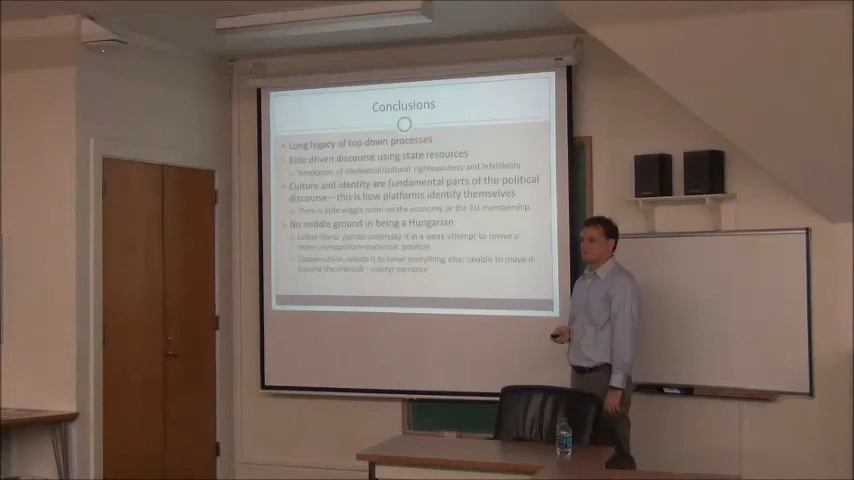 Conclusions
Long legacy of top down processes
Elite driven discourse using state resources
Temptation of intellectual/cultural righteousness and infallibility
Culture and identity are fundamental parts of the political
discourse – this is how platforms identify themselves
There is little wiggle room on the economy or the EU membership
No middle ground in being a Hungarian
Leftist liberal parties underplay it in a weak attempt to revive a
more cosmopolitan-modernist position
Conservatives overdo it to cover everything else, unable to move it
beyond the messiah - martyr narrative